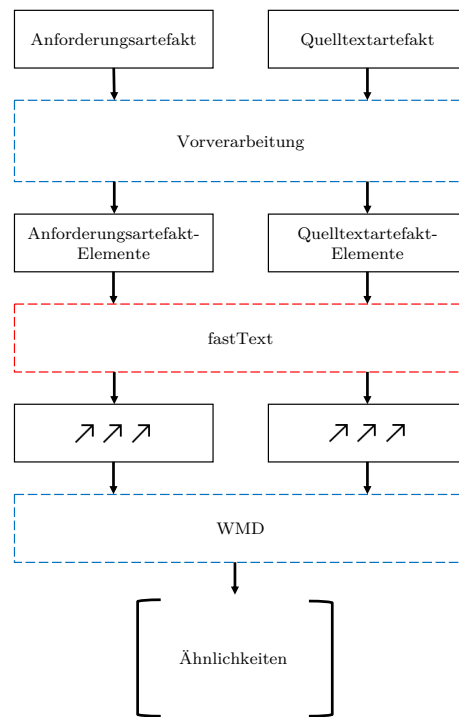 Anforderungsartefakt
Quelltextartefakt
Vorverarbeitung
Anforderungsartefakt-
Elemente
Quelltextartefakt-
Elemente
fastText
WMD
Ähnlichkeiten